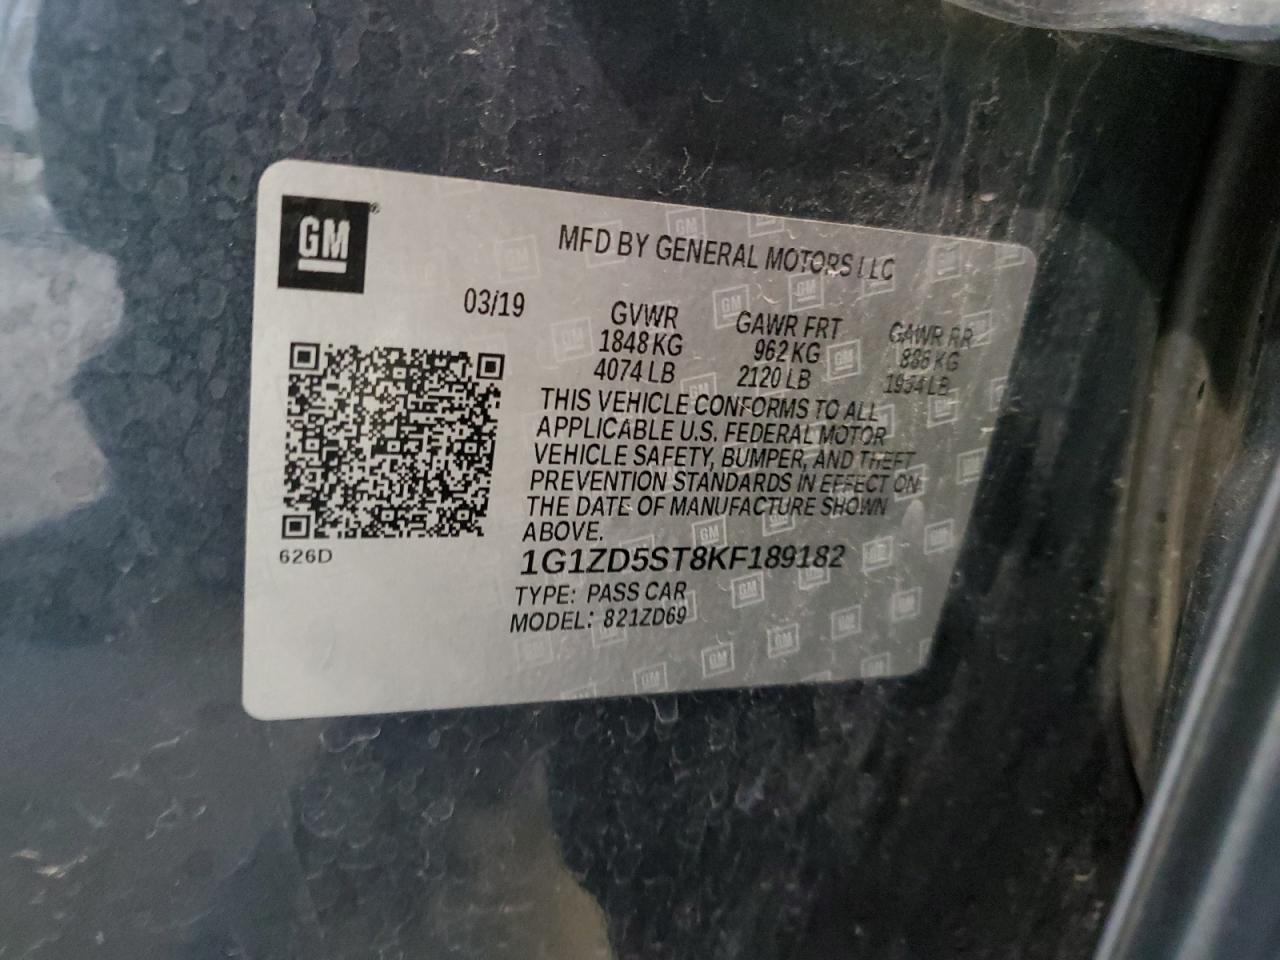 GM
MFD BY GENERAL MOTORS LLC
03/19
GVWR GAWR FRT GAWR RR
1848 KG 962 KG 886 KG
4074 LB 2120 LB 1954 LB
THIS VEHICLE CONFORMS TO ALL
APPLICABLE U.S. FEDERAL MOTOR
VEHICLE SAFETY, BUMPER, AND THEFT
PREVENTION STANDARDS IN EFFECT ON
THE DATE OF MANUFACTURE SHOWN
ABOVE.
626D
1G1ZD5ST8KF189182
TYPE: PASS CAR
MODEL: 821ZD69